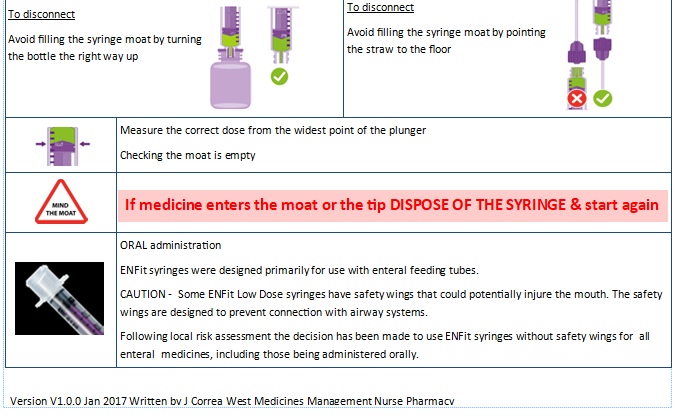 To disconnect
Avoid filling the syringe moat by turning
the bottle the right way up
To disconnect
Avoid filling the syringe moat by pointing
the straw to the floor
Measure the correct dose from the widest point of the plunger
Checking the moat is empty
MIND
THE MOAT
If medicine enters the moat or the tip DISPOSE OF THE SYRINGE & start again
ORAL administration
ENFit syringes were designed primarily for use with enteral feeding tubes.
CAUTION - Some ENFit Low Dose syringes have safety wings that could potentially injure the mouth. The safety
wings are designed to prevent connection with airway systems.
Following local risk assessment the decision has been made to use ENFit syringes without safety wings for all
enteral medicines, including those being administered orally.
Version V1.0.0 Jan 2017 Written by J Correa West Medicines Management Nurse Pharmacy